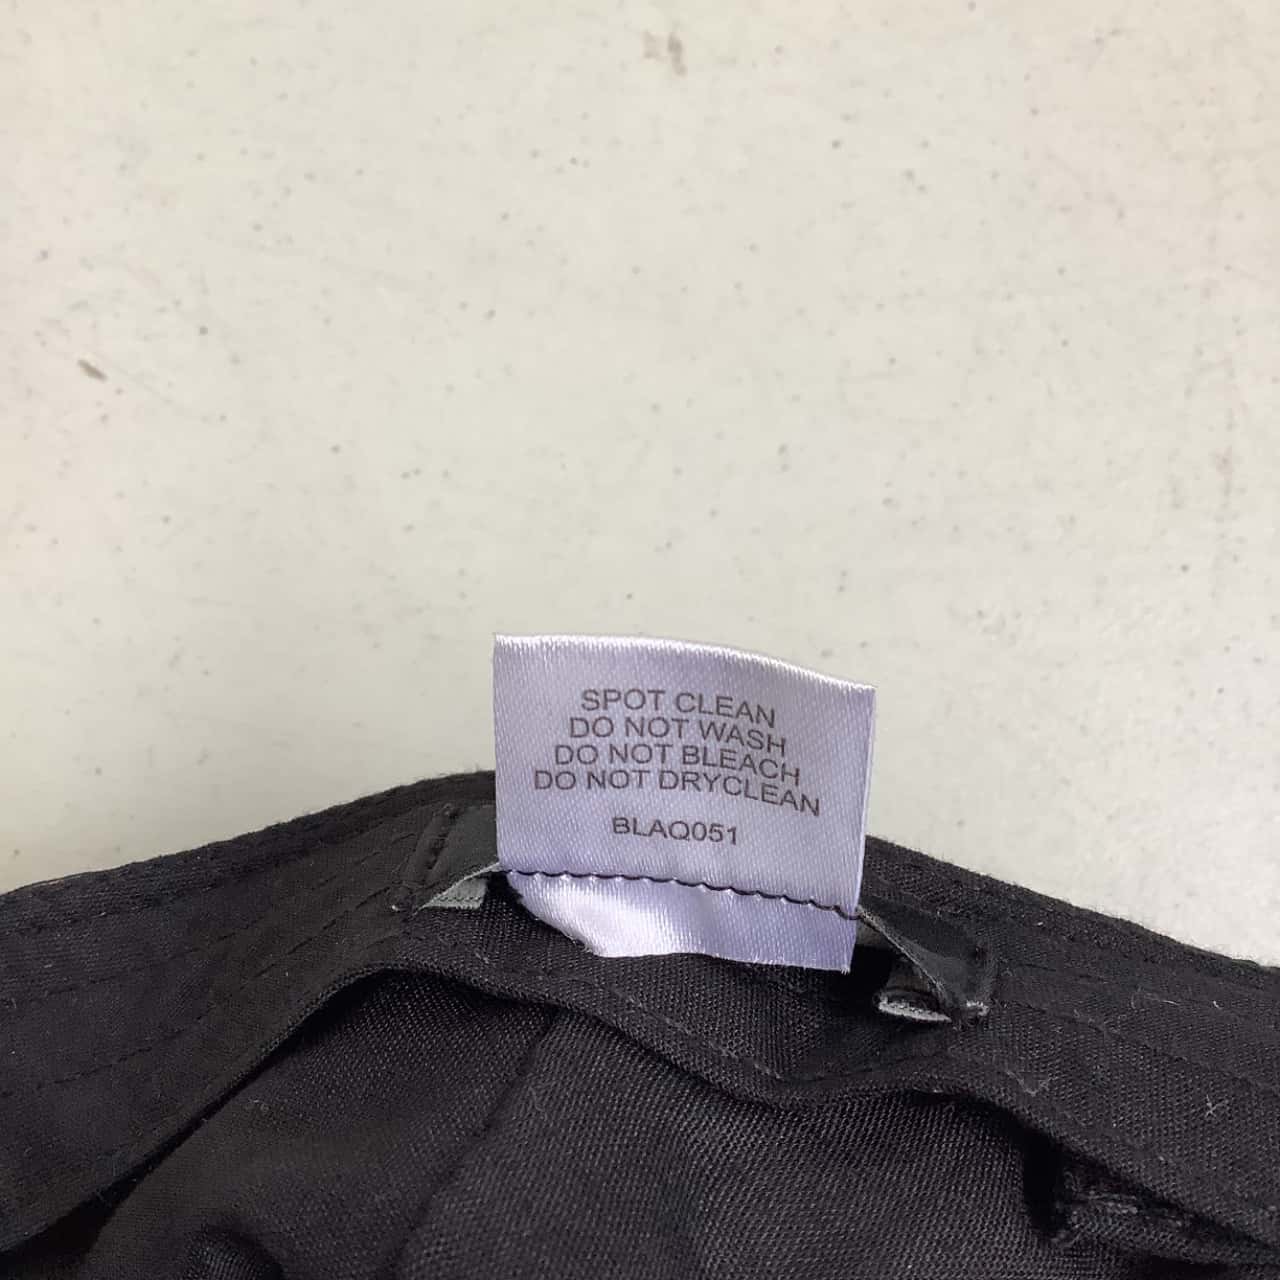 SPOT CLEAN
DO NOT WASH
DO NOT BLEACH
DO NOT DRYCLEAN
BLAQ051